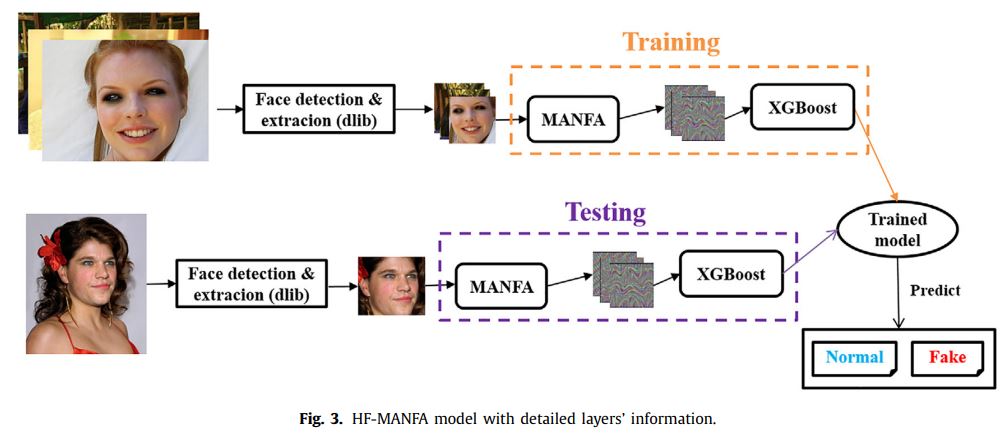 Training
Face detection &
extracion (dlib)
MANFA
XGBoost
Testing
Face detection &
extracion (dlib)
MANFA
XGBoost
Trained
model
Predict
Normal
Fake
Fig. 3. HF-MANFA model with detailed layers' information.